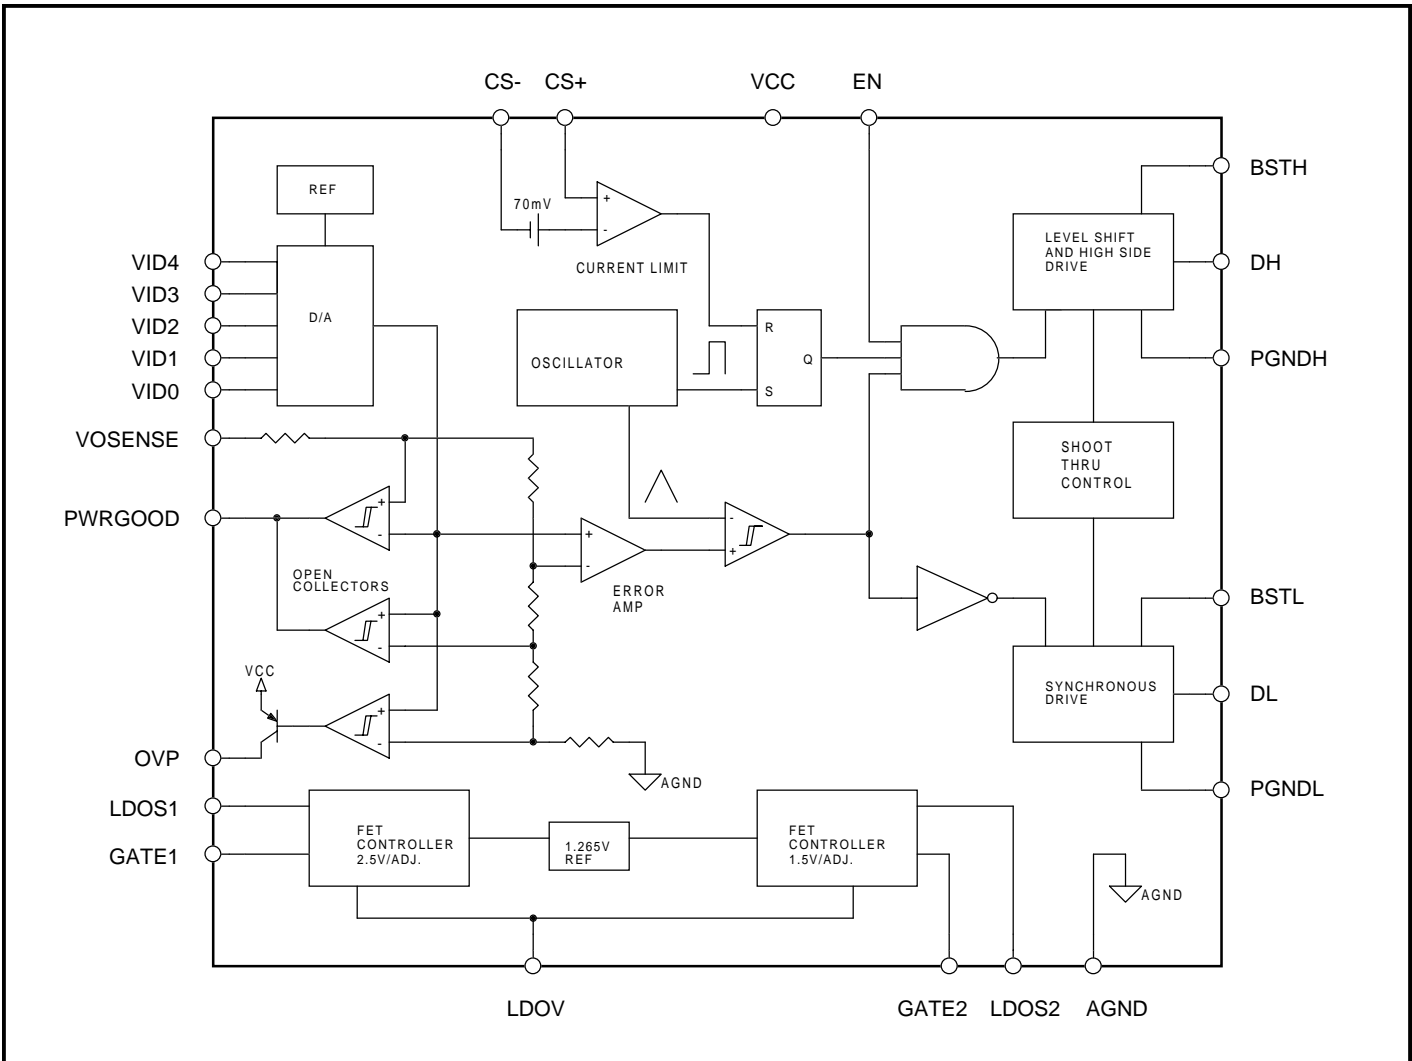 CS- CS+ VCC EN
BSTH
REF
70mV
+
-
LEVEL SHIFT
AND HIGH SIDE
DRIVE
VID4
DH
CURRENT LIMIT
VID3
D/A
VID2
R
VID1
OSCILLATOR
Q
PGNDH
VID0
S
VOSENSE
SHOOT
THRU
CONTROL
PWRGOOD
+
-
+
-
-
+
OPEN
COLLECTORS
ERROR
AMP
BSTL
+
-
VCC
SYNCHRONOUS
DRIVE
DL
+
-
OVP
AGND
PGNDL
LDOS1
FET
CONTROLLER
2.5V/ADJ.
1.265V
REF
FET
CONTROLLER
1.5V/ADJ.
GATE1
AGND
LDOV GATE2 LDOS2 AGND